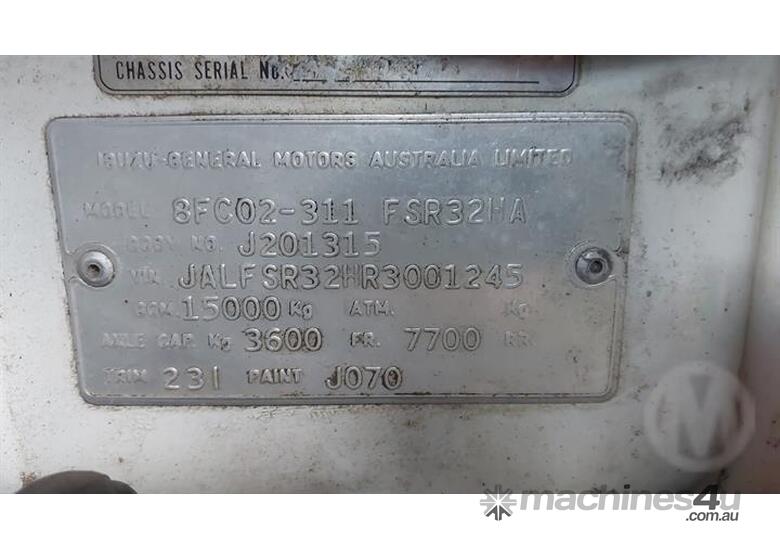 CHASSIS SERIAL No.
ISUZU-GENERAL MOTORS AUSTRALIA LIMITED
MODEL 8FC02-311 FSR32HA
BODY NO. J201315
VIN. JALFSR32HR3001245
GCM. 15000 Kg ATM. Kg
AXLE CAP. Kg 3600 FR. 7700 RR.
TRIM 231 PAINT J070
M
machines4u
.com.au